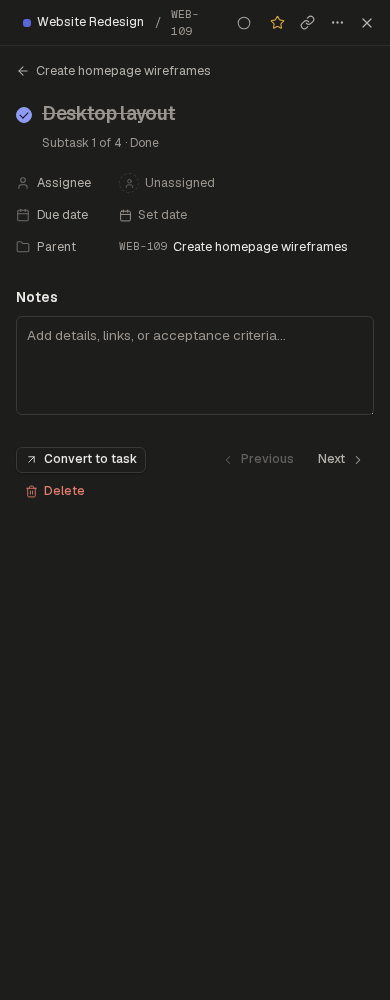 Website Redesign / WEB-
109
Create homepage wireframes
Desktop layout
Subtask 1 of 4 · Done
Assignee Unassigned
Due date Set date
Parent WEB-109 Create homepage wireframes
Notes
Add details, links, or acceptance criteria...
Convert to task Previous Next
Delete